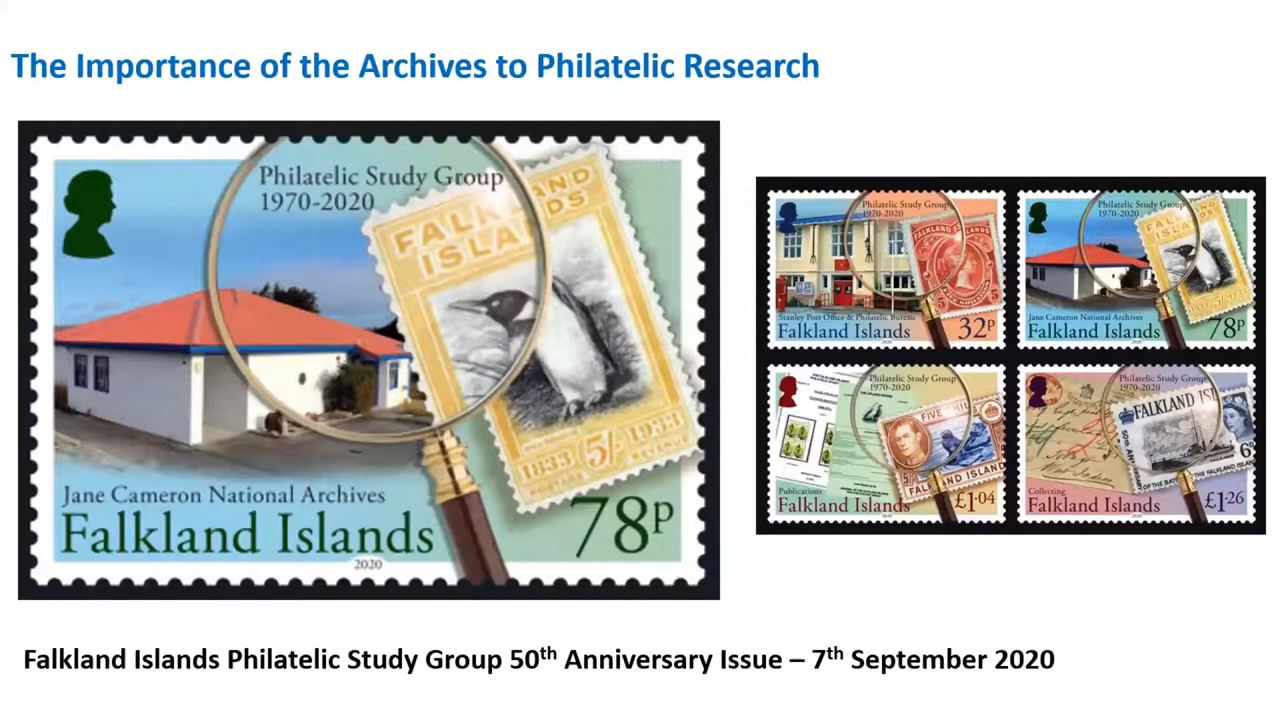 The Importance of the Archives to Philatelic Research
Philatelic Study Group
1970-2020
FALKLAND
ISLANDS
1833 5/- 1933
Jane Cameron National Archives
Falkland Islands
78p
2020
Philatelic Study Group
1970-2020
FALKLAND ISLANDS
Stanley Post Office & Philatelic Bureau
Falkland Islands
32p
Philatelic Study Group
1970-2020
Jane Cameron National Archives
Falkland Islands
78p
Philatelic Study Group
1970-2020
Publications
Falkland Islands
£1·04
Philatelic Study Group
1970-2020
FALKLAND ISL
Collecting
Falkland Islands
£1·26
Falkland Islands Philatelic Study Group 50th Anniversary Issue – 7th September 2020